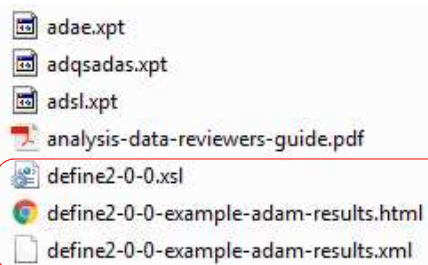 adae.xpt
adqsadas.xpt
adsl.xpt
analysis-data-reviewers-guide.pdf
define2-0-0.xsl
define2-0-0-example-adam-results.html
define2-0-0-example-adam-results.xml